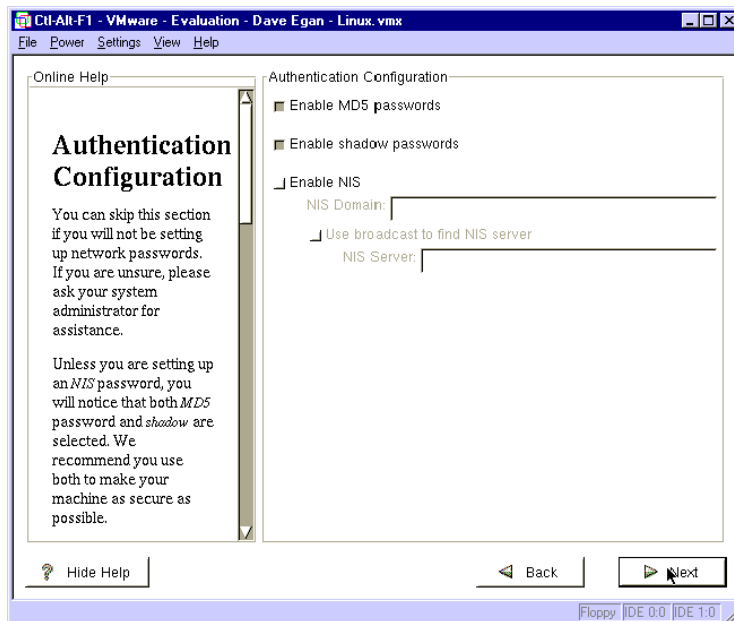 Ctl-Alt-F1 - VMware - Evaluation - Dave Egan - Linux.vmx
File Power Settings View Help
Online Help
Authentication
Configuration
You can skip this section
if you will not be setting
up network passwords.
If you are unsure, please
ask your system
administrator for
assistance.
Unless you are setting up
an NIS password, you
will notice that both MD5
password and shadow are
selected. We
recommend you use
both to make your
machine as secure as
possible.
Authentication Configuration
Enable MD5 passwords
Enable shadow passwords
Enable NIS
NIS Domain:
Use broadcast to find NIS server
NIS Server:
? Hide Help
Back
Next
Floppy IDE 0:0 IDE 1:0